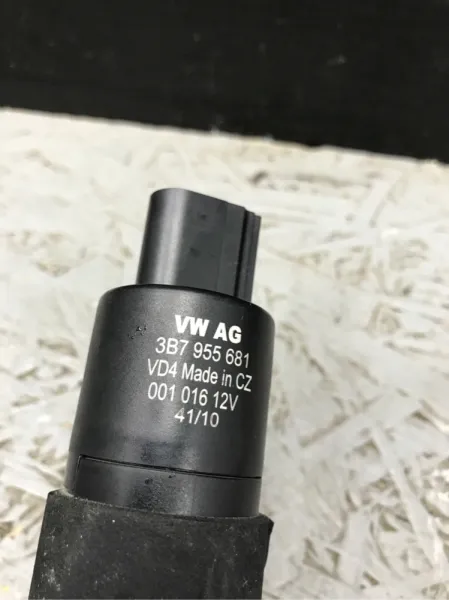 VW AG
3B7 955 681
VD4 Made in CZ
001 016 12V
41/10